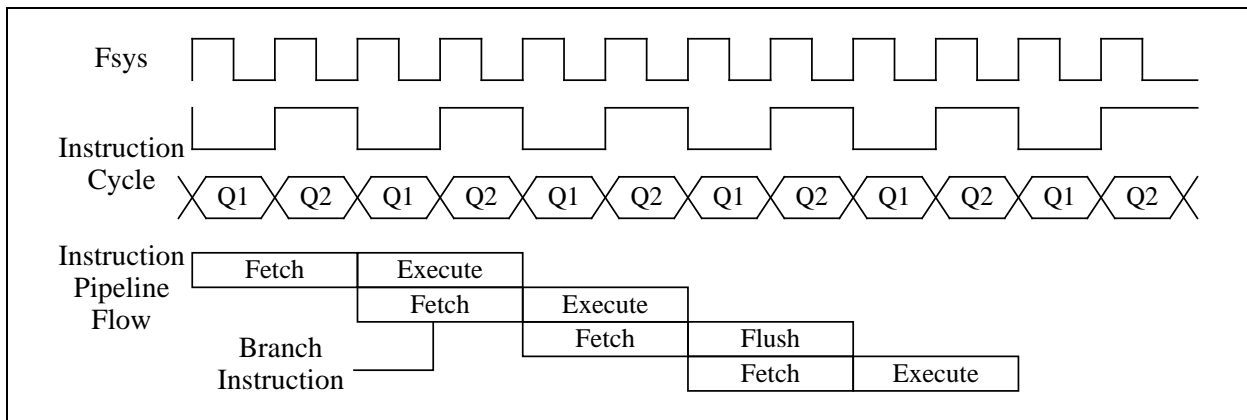 Fsys
Instruction
Cycle
Q1 Q2 Q1 Q2 Q1 Q2 Q1 Q2 Q1 Q2 Q1 Q2
Instruction
Pipeline
Flow
Fetch Execute
Fetch Execute
Fetch Flush
Fetch Execute
Branch
Instruction